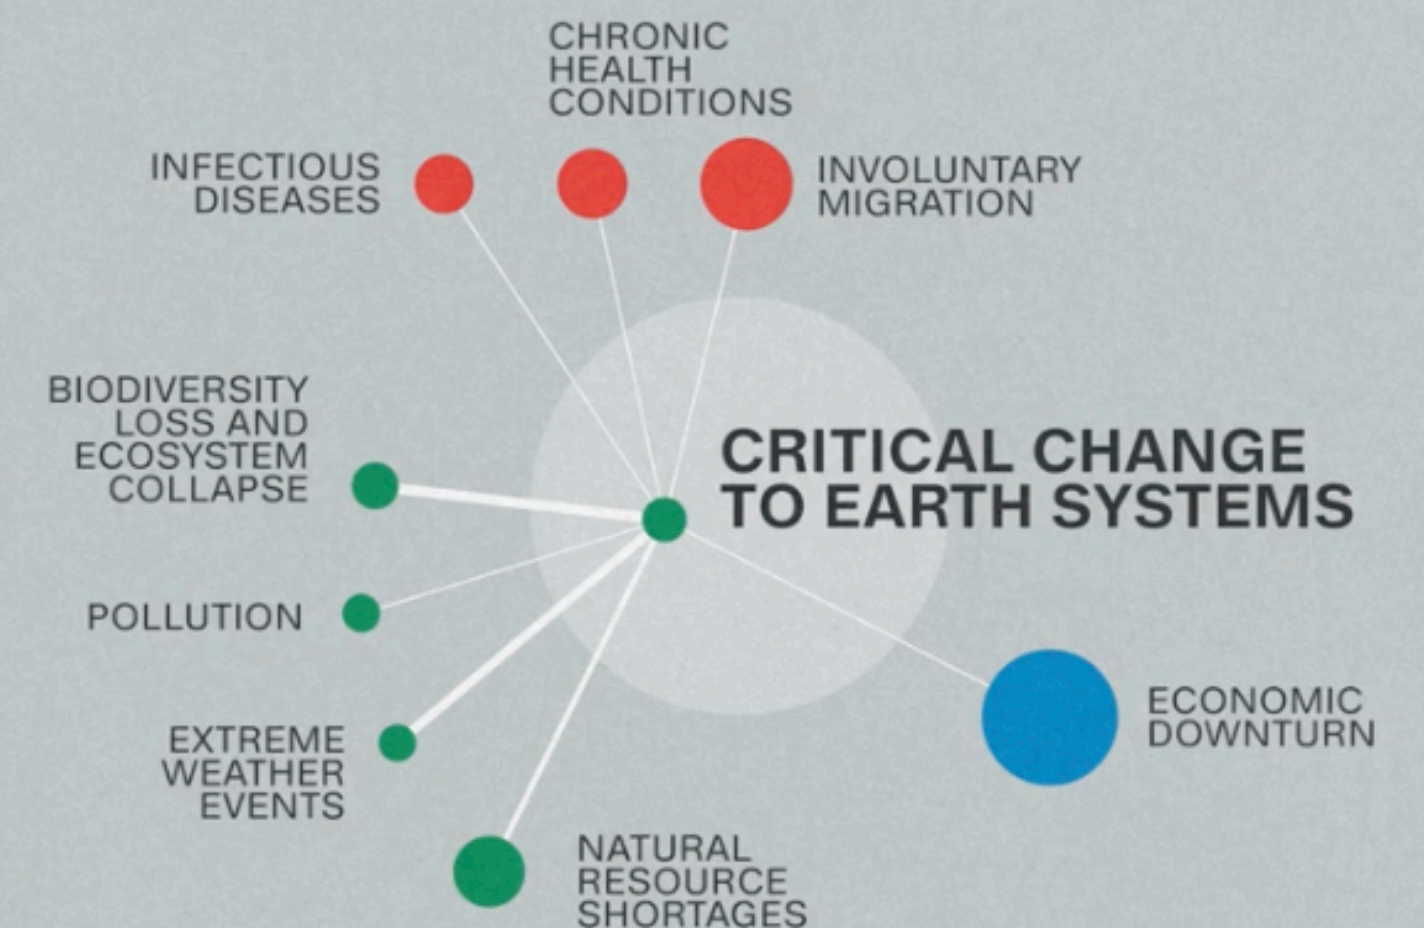 CHRONIC
HEALTH
CONDITIONS
INFECTIOUS
DISEASES
INVOLUNTARY
MIGRATION
BIODIVERSITY
LOSS AND
ECOSYSTEM
COLLAPSE
CRITICAL CHANGE
TO EARTH SYSTEMS
POLLUTION
ECONOMIC
DOWNTURN
EXTREME
WEATHER
EVENTS
NATURAL
RESOURCE
SHORTAGES